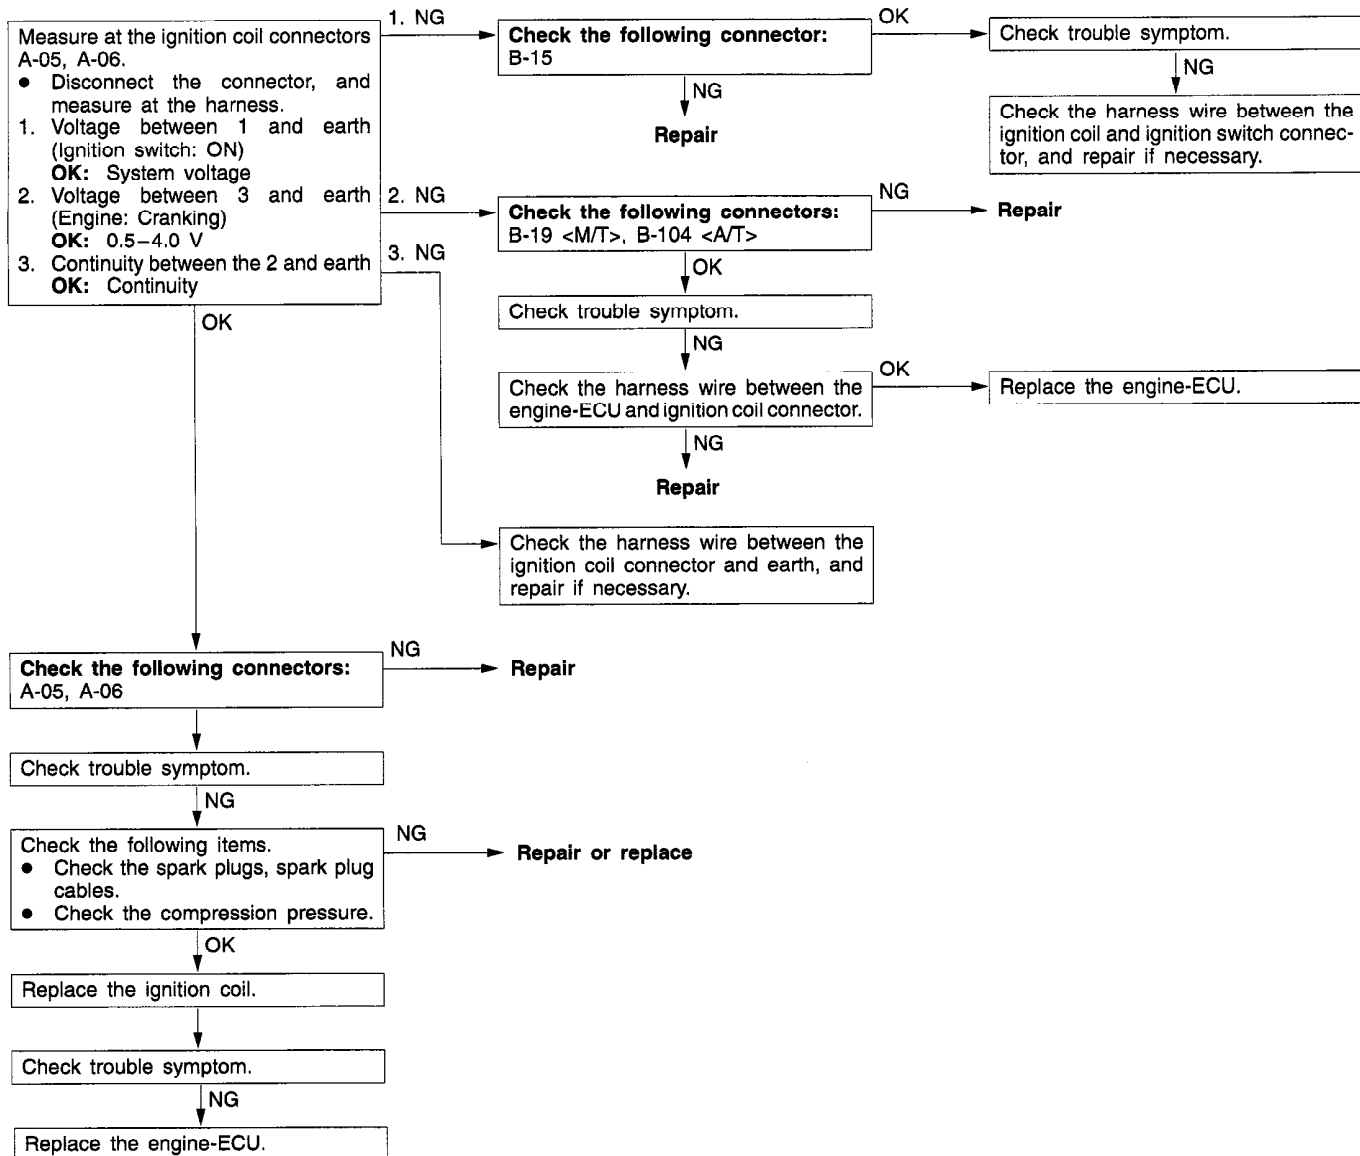 Measure at the ignition coil connectors
A-05, A-06.
● Disconnect the connector, and
measure at the harness.
1. Voltage between 1 and earth
(Ignition switch: ON)
OK: System voltage
2. Voltage between 3 and earth
(Engine: Cranking)
OK: 0.5–4.0 V
3. Continuity between the 2 and earth
OK: Continuity
1. NG
Check the following connector:
B-15
OK
Check trouble symptom.
NG
Check the harness wire between the
ignition coil and ignition switch connec-
tor, and repair if necessary.
NG
Repair
2. NG
Check the following connectors:
B-19 <M/T>, B-104 <A/T>
NG
Repair
OK
Check trouble symptom.
NG
Check the harness wire between the
engine-ECU and ignition coil connector.
OK
Replace the engine-ECU.
NG
Repair
3. NG
Check the harness wire between the
ignition coil connector and earth, and
repair if necessary.
OK
Check the following connectors:
A-05, A-06
NG
Repair
Check trouble symptom.
NG
Check the following items.
● Check the spark plugs, spark plug
cables.
● Check the compression pressure.
NG
Repair or replace
OK
Replace the ignition coil.
Check trouble symptom.
NG
Replace the engine-ECU.